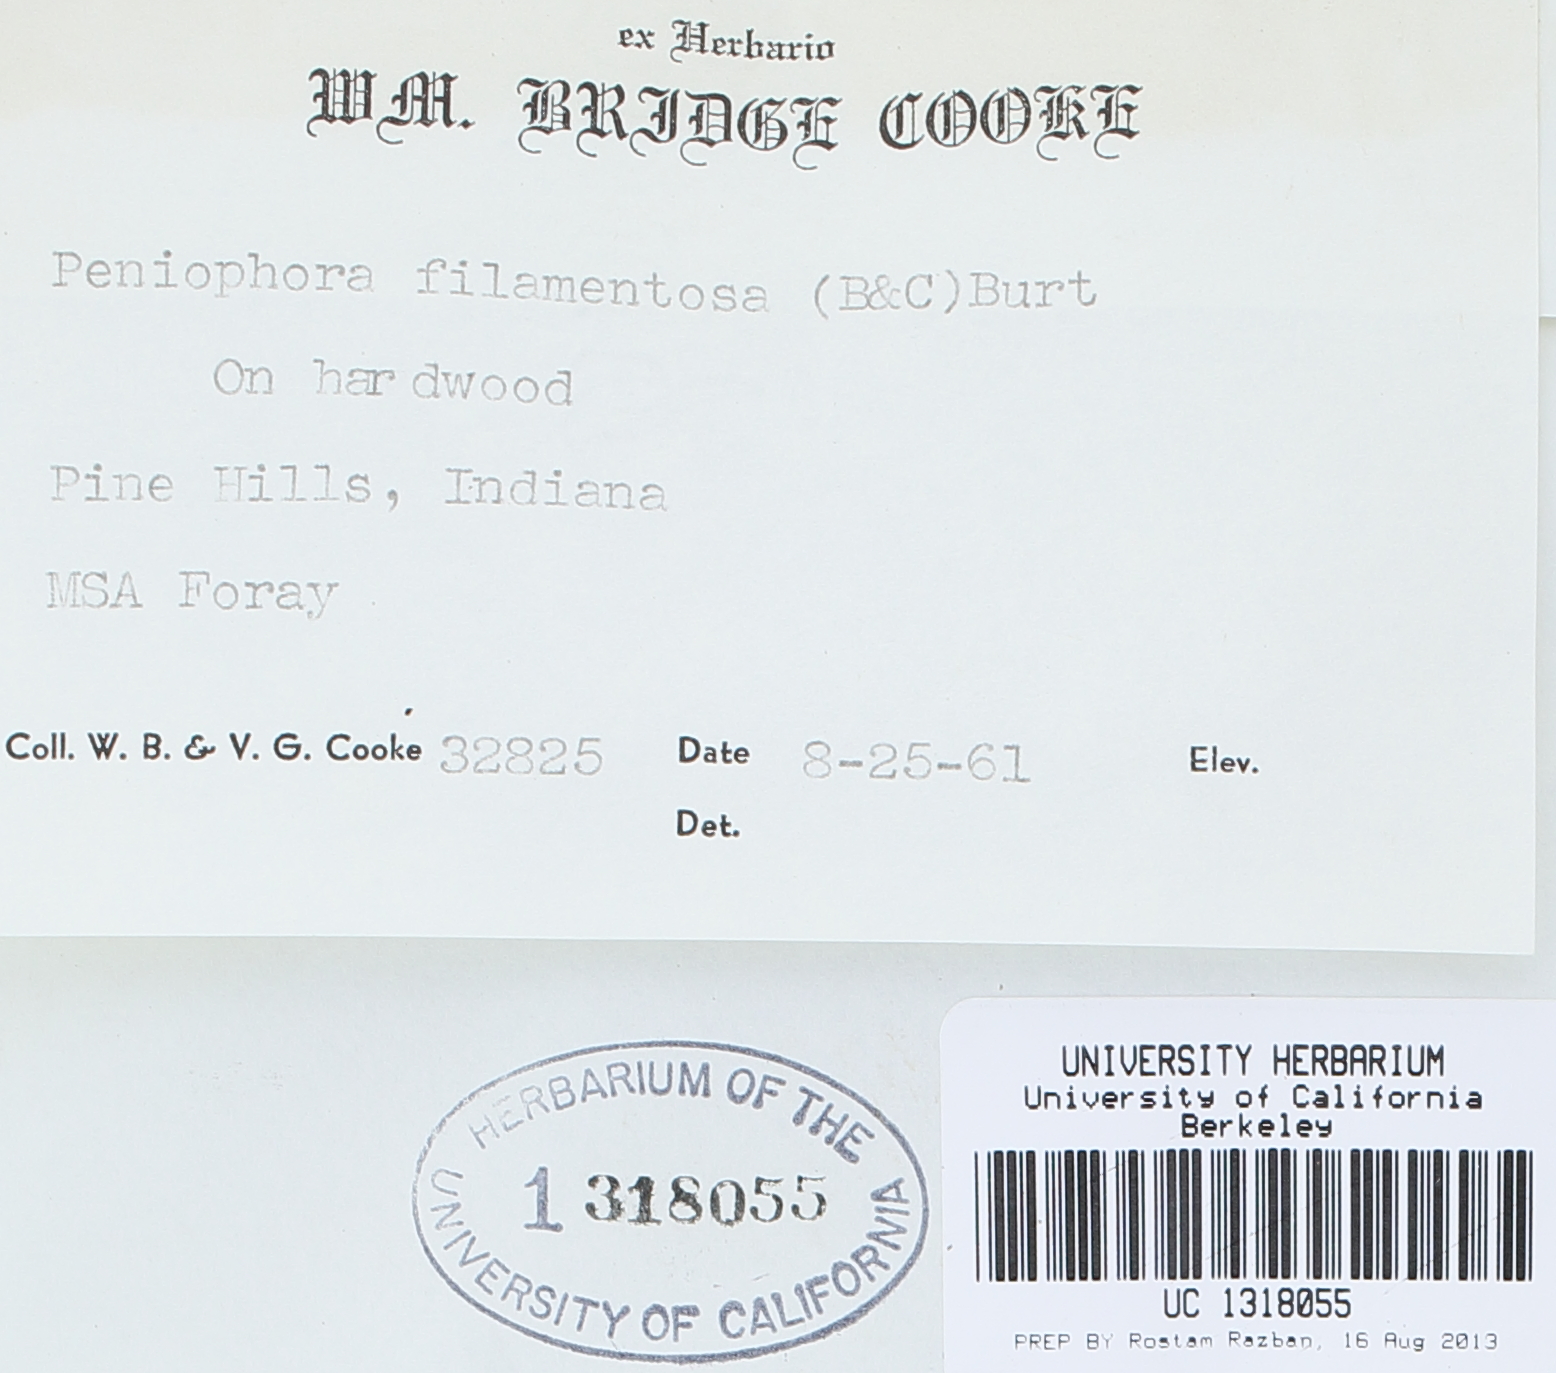 ex Herbario
WM. BRIDGE COOKE
Peniophora filamentosa (B&C)Burt
On hardwood
Pine Hills, Indiana
MSA Foray
Coll. W. B. & V. G. Cooke 32825 Date 8-25-61 Elev.
Det.
HERBARIUM OF THE
1318055
UNIVERSITY OF CALIFORNIA
UNIVERSITY HERBARIUM
University of California
Berkeley
UC 1318055
PREP BY Rostam Razban, 16 Aug 2013